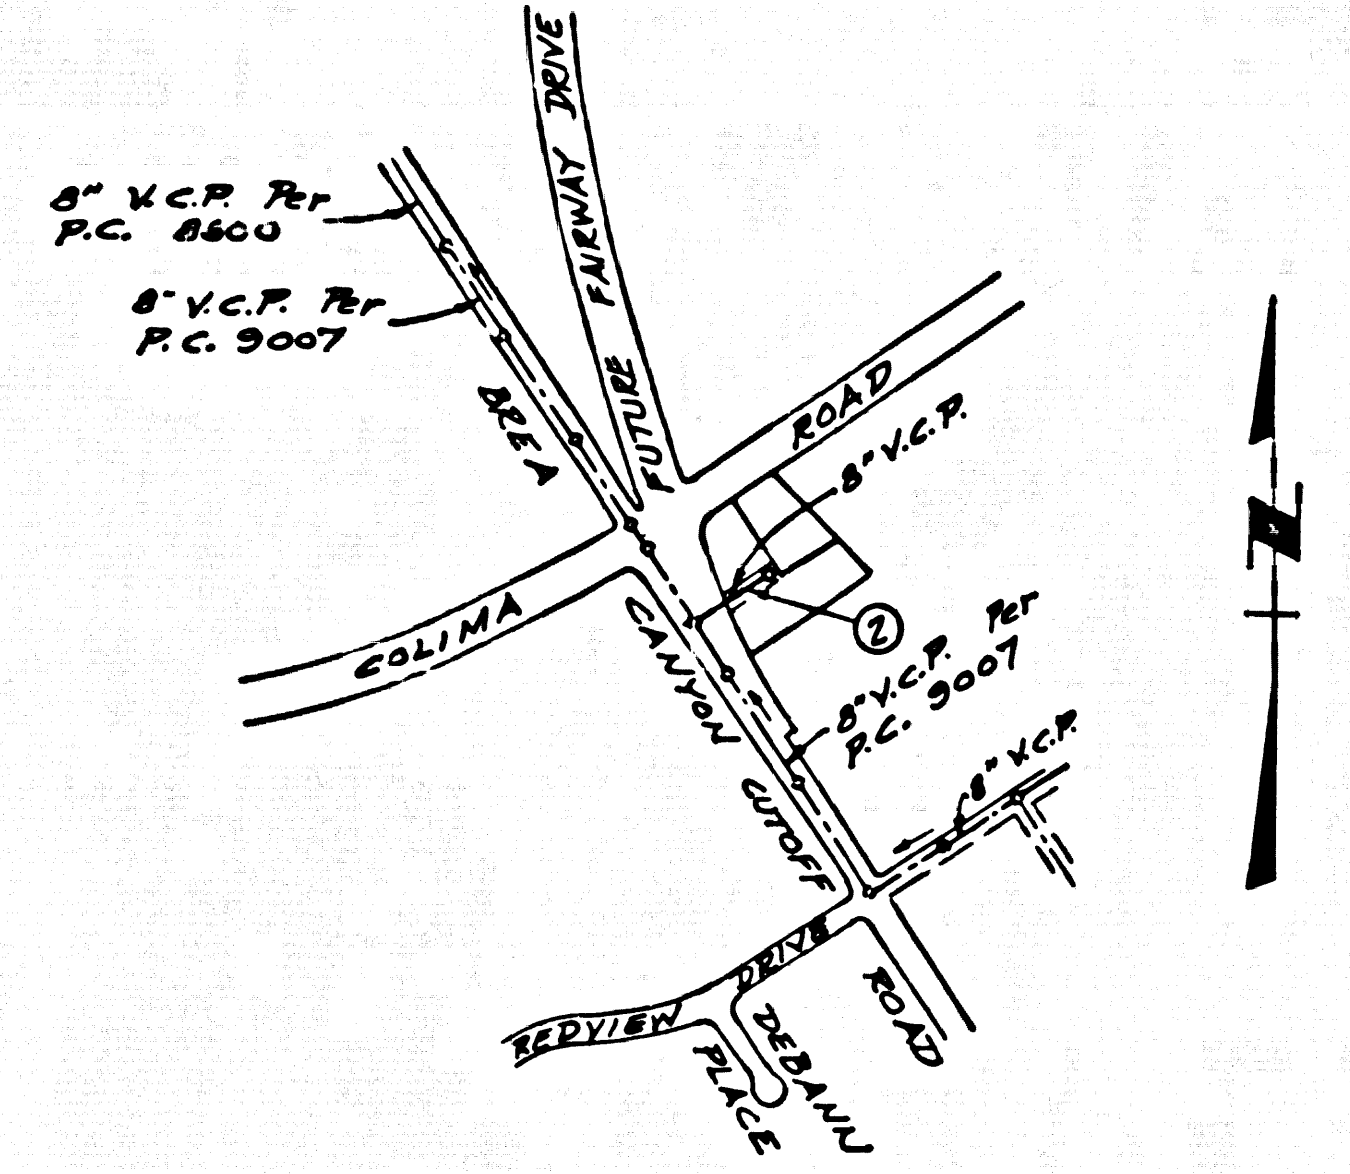 FUTURE FAIRWAY DRIVE
8" V.C.P. Per
P.C. 8600
8" V.C.P. Per
P.C. 9007
BREA CANYON CUTOFF ROAD
COLIMA ROAD
8" V.C.P.
2
8" V.C.P. Per
P.C. 9007
8" V.C.P.
REDVIEW DRIVE
DEBANN
PLACE
N